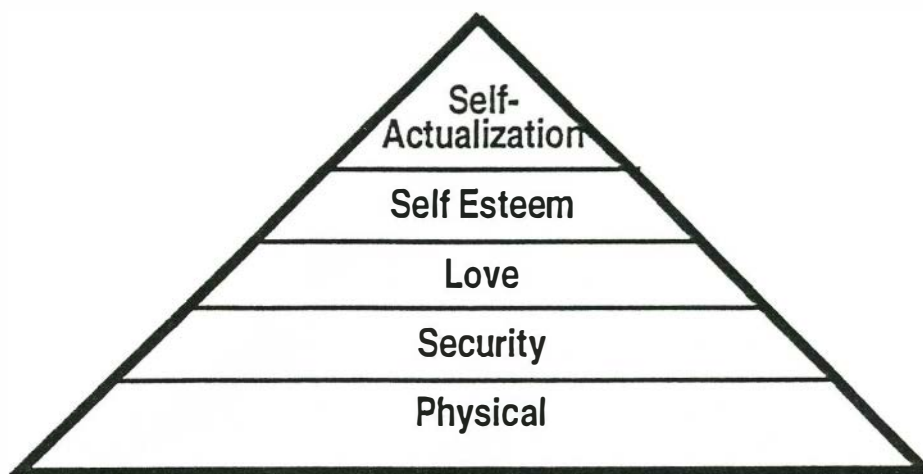 Self-
Actualization
Self Esteem
Love
Security
Physical